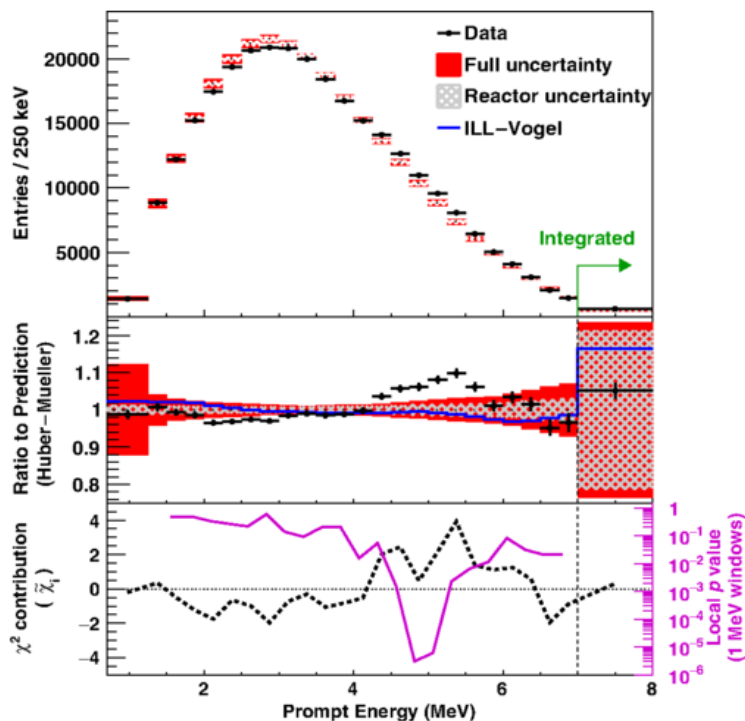 Data
Full uncertainty
Reactor uncertainty
ILL−Vogel
Integrated
Entries / 250 keV
20000
15000
10000
5000
Ratio to Prediction
(Huber−Mueller)
1.2
1.1
1
0.9
0.8
χ² contribution
( χ̃ᵢ )
4
2
0
−2
−4
1
10⁻¹
10⁻²
10⁻³
10⁻⁴
10⁻⁵
10⁻⁶
Local p value
(1 MeV windows)
2
4
6
8
Prompt Energy (MeV)